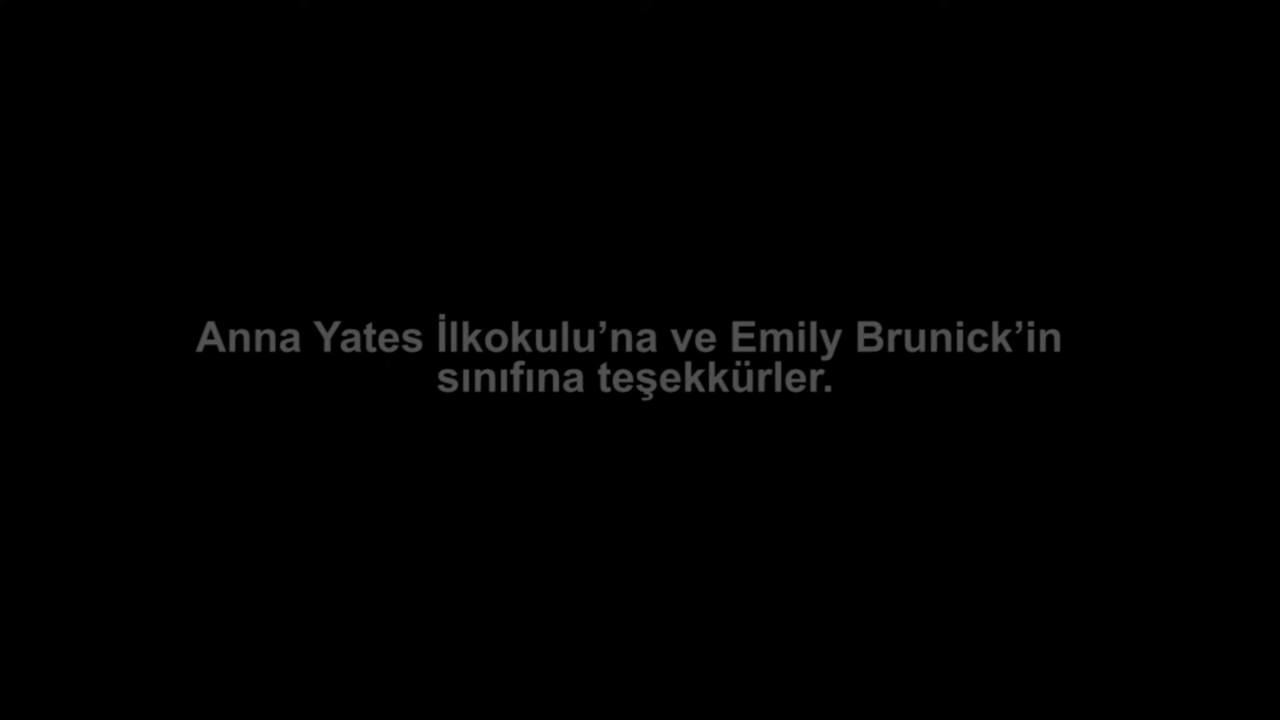 Anna Yates İlkokulu’na ve Emily Brunick’in
sınıfına teşekkürler.